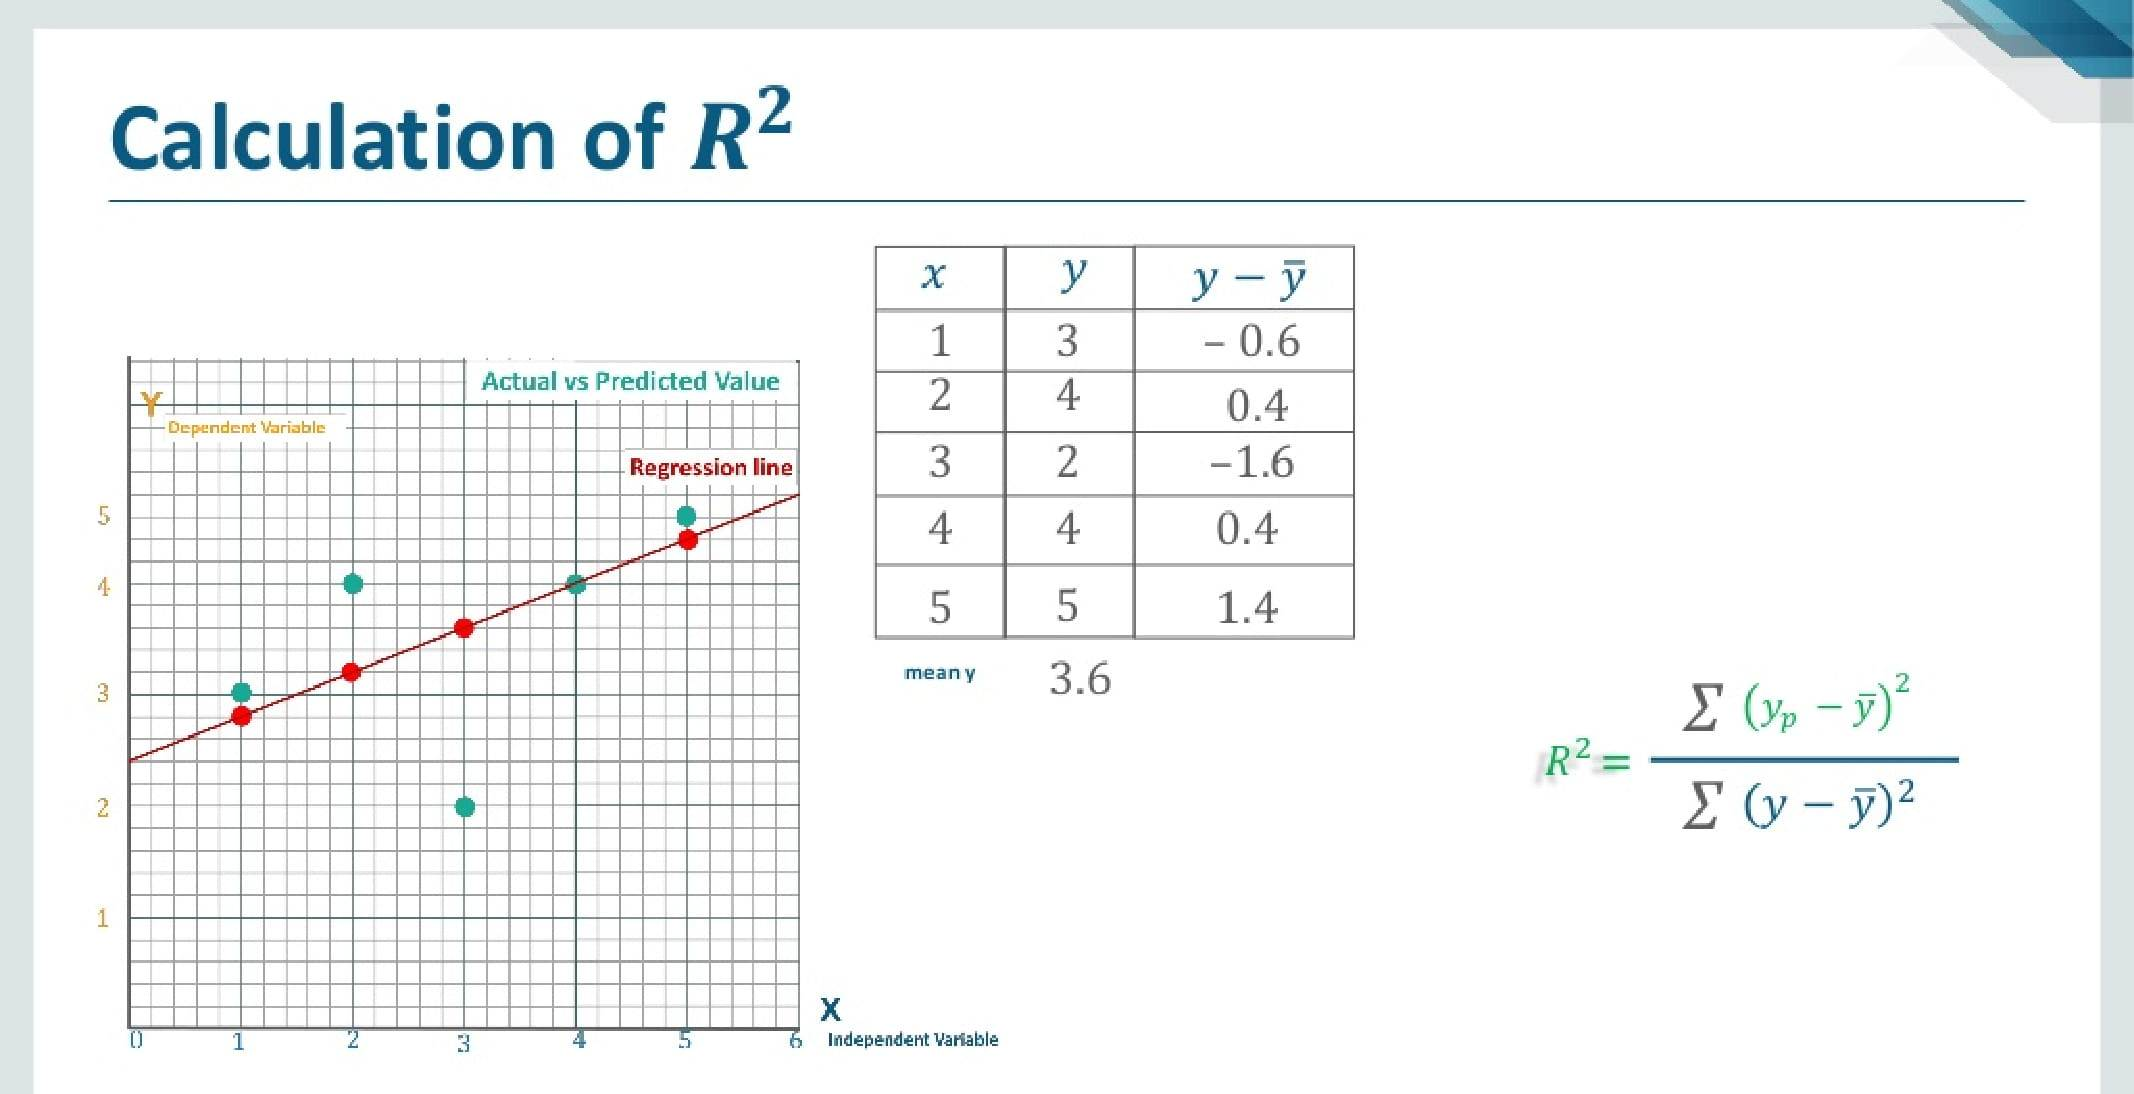 Calculation of R²
Actual vs Predicted Value
Y
Dependent Variable
Regression line
5
4
3
2
1
0 1 2 3 4 5 6
X
Independent Variable
x y y − ȳ
1 3 – 0.6
2 4 0.4
3 2 −1.6
4 4 0.4
5 5 1.4
mean y 3.6
R² = Σ (yₚ − ȳ)²
Σ (y − ȳ)²